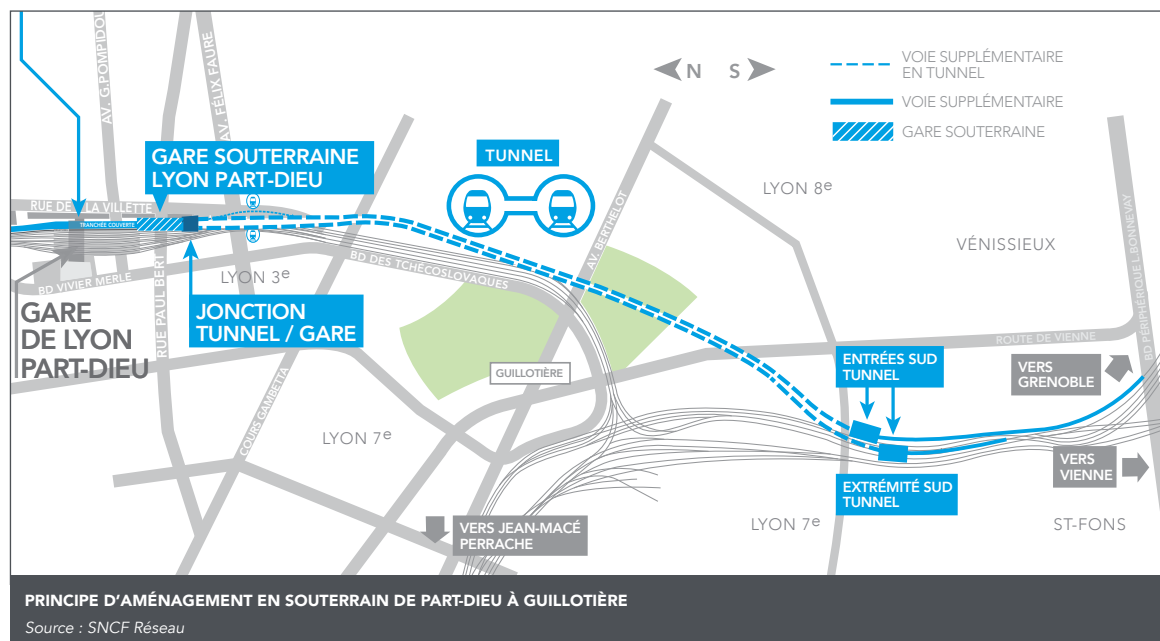 AV. G.POMPIDOU
AV. FÉLIX FAURE
N S
VOIE SUPPLÉMENTAIRE
EN TUNNEL
VOIE SUPPLÉMENTAIRE
GARE SOUTERRAINE
GARE SOUTERRAINE
LYON PART-DIEU
TUNNEL
LYON 8e
RUE DE LA VILLETTE
TRANCHÉE COUVERTE
AV. BERTHELOT
VÉNISSIEUX
BD PÉRIPHÉRIQUE L.BONNEVAY
BD VIVIER MERLE
LYON 3e
BD DES TCHÉCOSLOVAQUES
RUE PAUL BERT
GARE
DE LYON
PART-DIEU
JONCTION
TUNNEL / GARE
ROUTE DE VIENNE
GUILLOTIÈRE
ENTRÉES SUD
TUNNEL
VERS
GRENOBLE
COURS GAMBETTA
LYON 7e
VERS
VIENNE
EXTRÉMITÉ SUD
TUNNEL
VERS JEAN-MACÉ
PERRACHE
LYON 7e
ST-FONS
PRINCIPE D'AMÉNAGEMENT EN SOUTERRAIN DE PART-DIEU À GUILLOTIÈRE
Source : SNCF Réseau